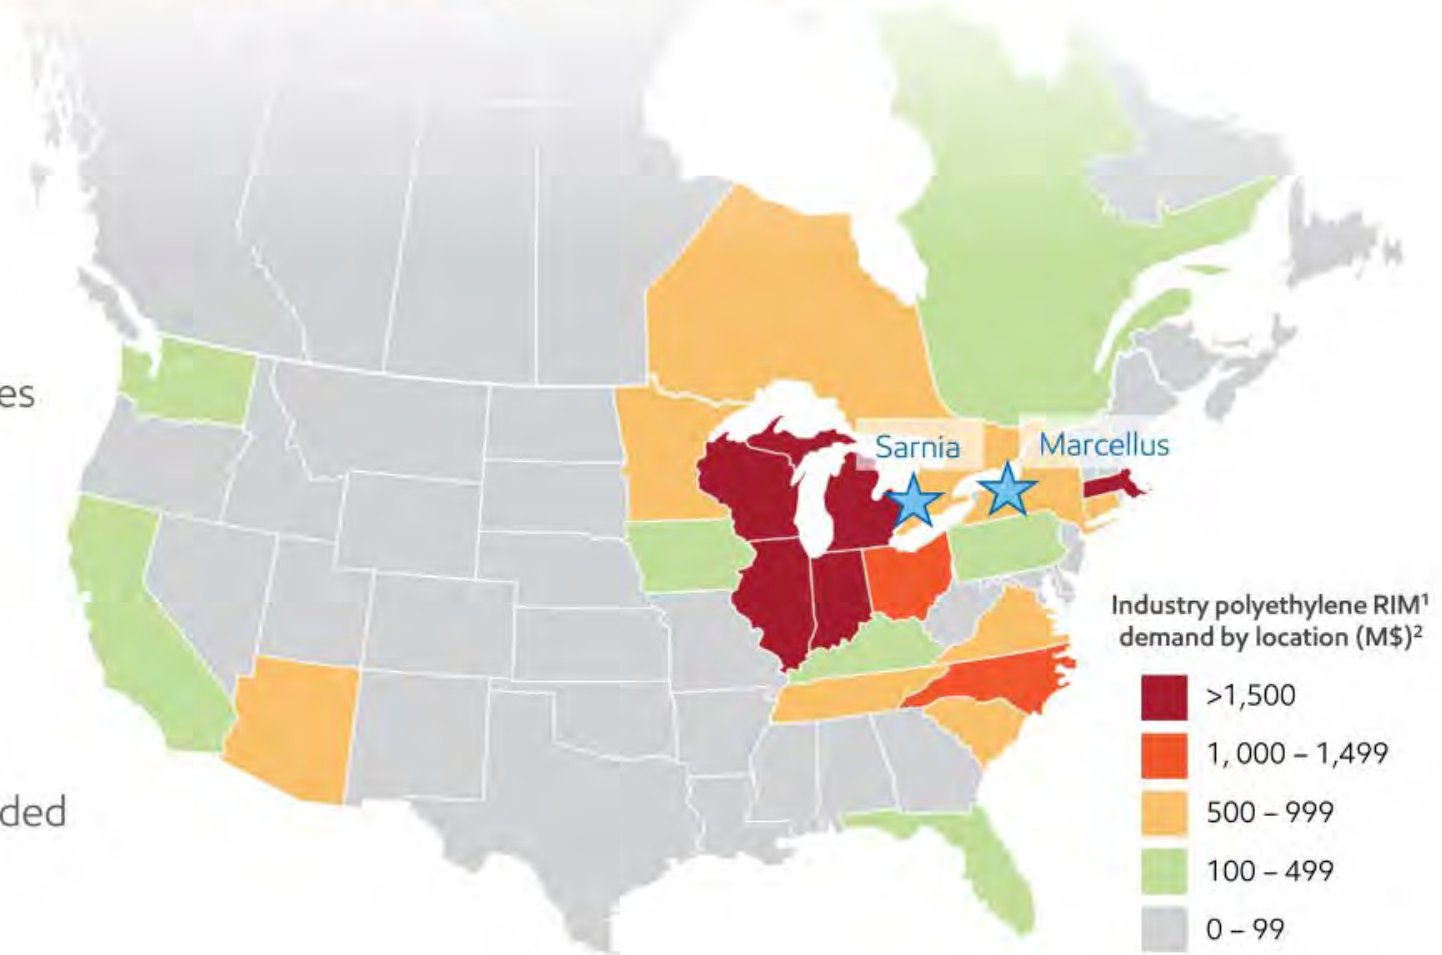 es
ded
Sarnia
Marcellus
Industry polyethylene RIM¹
demand by location (M$)²
>1,500
1, 000 – 1,499
500 – 999
100 – 499
0 – 99